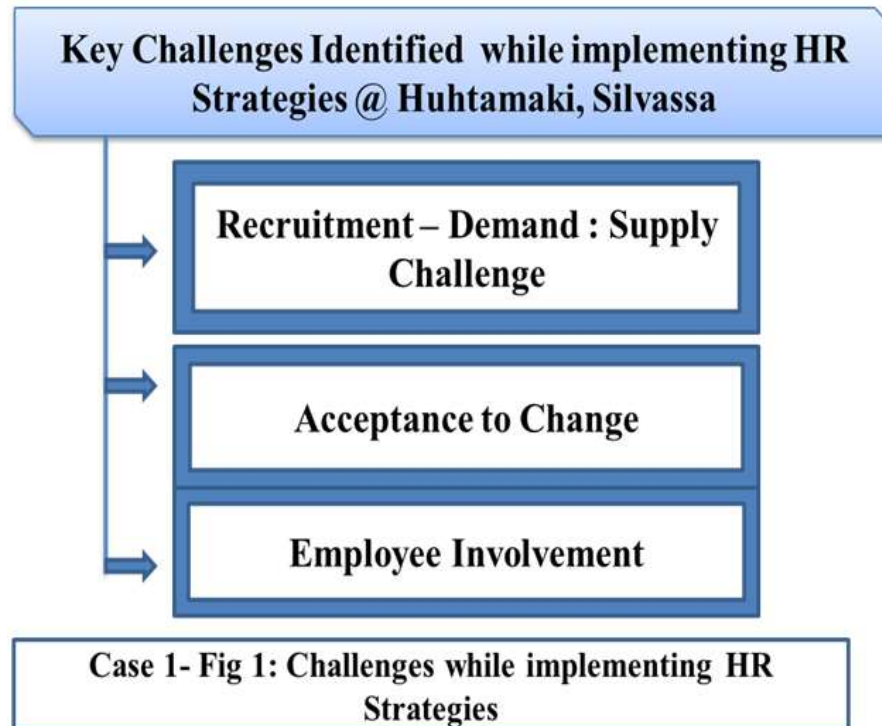 Key Challenges Identified while implementing HR
Strategies @ Huhtamaki, Silvassa
Recruitment – Demand : Supply
Challenge
Acceptance to Change
Employee Involvement
Case 1- Fig 1: Challenges while implementing HR
Strategies